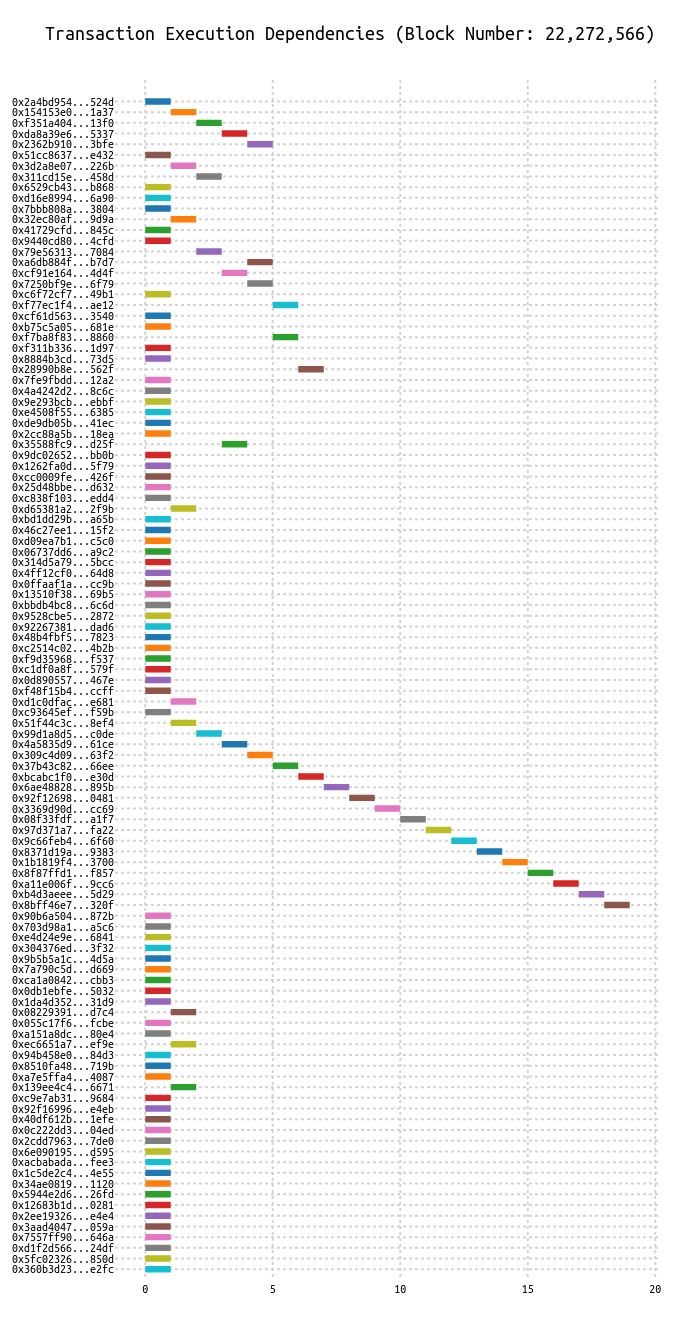 Transaction Execution Dependencies (Block Number: 22,272,566)
0x2a4bd954...524d
0x154153e0...1a37
0xf351a404...13f0
0xda8a39e6...5337
0x2362b910...3bfe
0x51cc8637...e432
0x3d2a8e07...226b
0x311cd15e...458d
0x6529cb43...b868
0xd16e8994...6a90
0x7bbb808a...3804
0x32ec80af...9d9a
0x41729cfd...845c
0x9440cd80...4cfd
0x79e56313...7084
0xa6db884f...b7d7
0xcf91e164...4d4f
0x7250bf9e...6f79
0xc6f72cf7...49b1
0xf77ec1f4...ae12
0xcf61d563...3540
0xb75c5a05...681e
0xf7ba8f83...8860
0xf311b336...1d97
0x8884b3cd...73d5
0x28990b8e...562f
0x7fe9fbdd...12a2
0x4a4242d2...8c6c
0x9e293bcb...ebbf
0xe4508f55...6385
0xde9db05b...41ec
0x2cc88a5b...18ea
0x35588fc9...d25f
0x9dc02652...bb0b
0x1262fa0d...5f79
0xcc0009fe...426f
0x25d48bbe...d632
0xc838f103...edd4
0xd65381a2...2f9b
0xbd1dd29b...a65b
0x46c27ee1...15f2
0xd09ea7b1...c5c0
0x06737dd6...a9c2
0x314d5a79...5bcc
0x4ff12cf0...64d8
0x0ffaaf1a...cc9b
0x13510f38...69b5
0xbbdb4bc8...6c6d
0x9528cbe5...2872
0x92267381...dad6
0x48b4fbf5...7823
0xc2514c02...4b2b
0xf9d35968...f537
0xc1df0a8f...579f
0x0d890557...467e
0xf48f15b4...ccff
0xd1c0dfac...e681
0xc93645ef...f59b
0x51f44c3c...8ef4
0x99d1a8d5...c0de
0x4a5835d9...61ce
0x309c4d09...63f2
0x37b43c82...66ee
0xbcabc1f0...e30d
0x6ae48828...895b
0x92f12698...0481
0x3369d90d...cc69
0x08f33fdf...a1f7
0x97d371a7...fa22
0x9c66feb4...6f60
0x8371d19a...9383
0x1b1819f4...3700
0x8f87ffd1...f857
0xa11e006f...9cc6
0xb4d3aeee...5d29
0x8bff46e7...320f
0x90b6a504...872b
0x703d98a1...a5c6
0xe4d24e9e...6841
0x304376ed...3f32
0x9b5b5a1c...4d5a
0x7a790c5d...d669
0xca1a0842...cbb3
0x0db1ebfe...5032
0x1da4d352...31d9
0x08229391...d7c4
0x055c17f6...fcbe
0xa151a8dc...80e4
0xec6651a7...ef9e
0x94b458e0...84d3
0x8510fa48...719b
0xa7e5ffa4...4087
0x139ee4c4...6671
0xc9e7ab31...9684
0x92f16996...e4eb
0x40df612b...1efe
0x0c222dd3...04ed
0x2cdd7963...7de0
0x6e090195...d595
0xacbabada...fee3
0x1c5de2c4...4e55
0x34ae0819...1120
0x5944e2d6...26fd
0x12683b1d...0281
0x2ee19326...e4e4
0x3aad4047...059a
0x7557ff90...646a
0xd1f2d566...24df
0x5fc02326...850d
0x360b3d23...e2fc
0 5 10 15 20